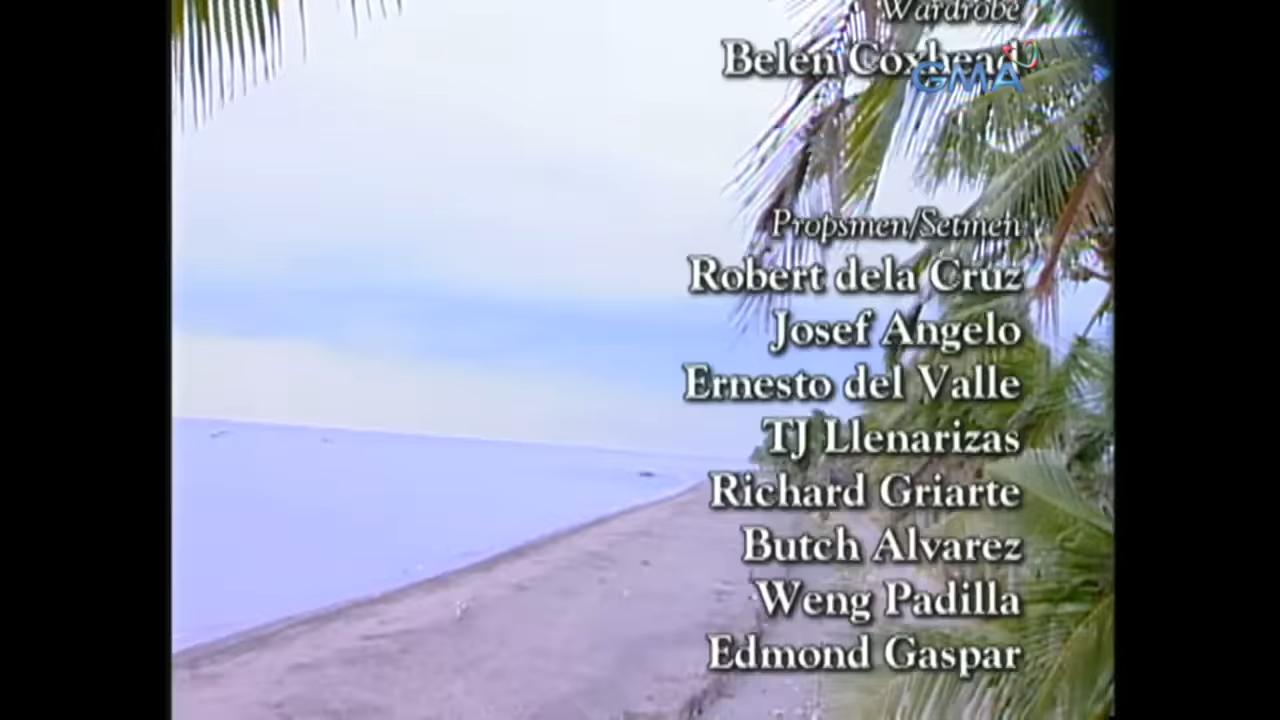 Wardrobe
Belen Coxhead
GMA
Propsmen/Setmen
Robert dela Cruz
Josef Angelo
Ernesto del Valle
TJ Llenarizas
Richard Griarte
Butch Alvarez
Weng Padilla
Edmond Gaspar